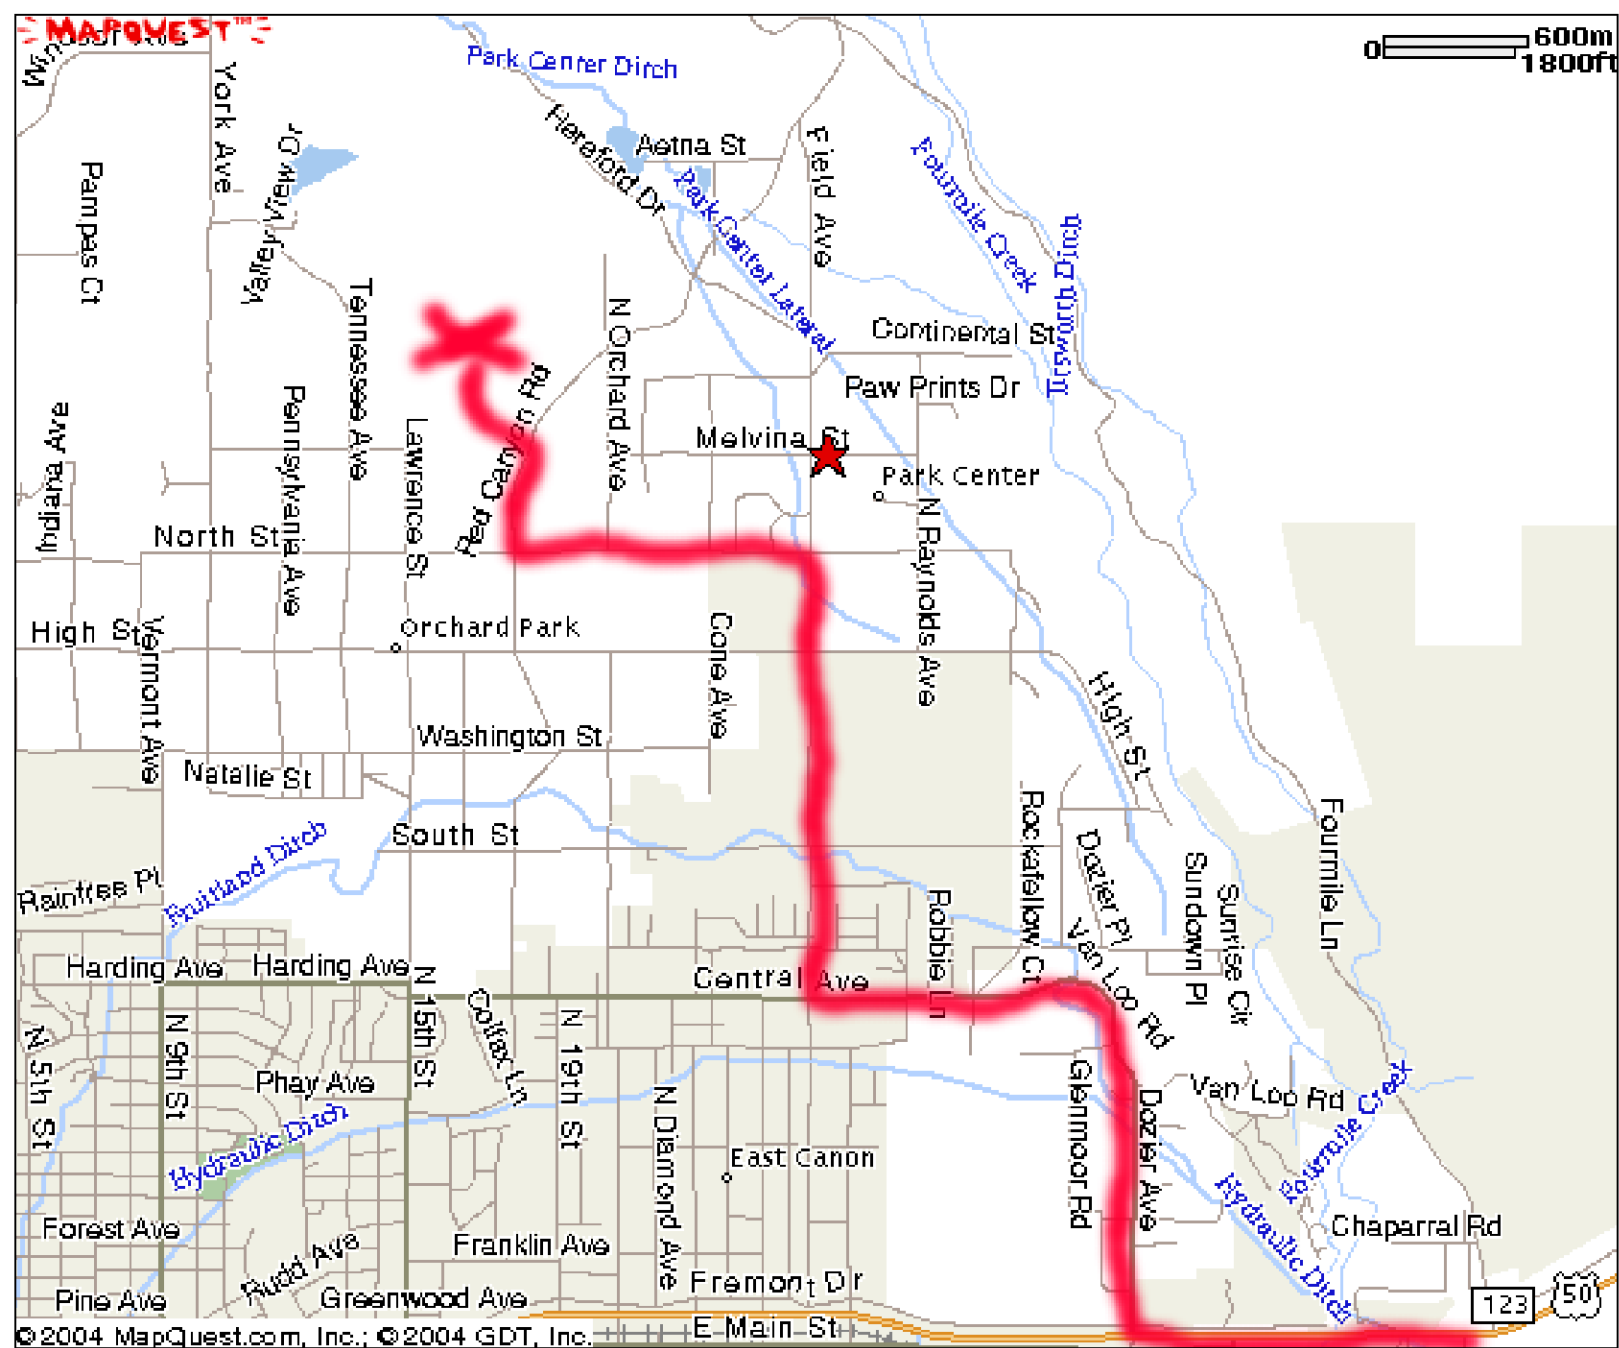 MAPQUEST™
Windsor Ave
600m
0
1800ft
York Ave
Park Center Ditch
Hereford Dr
Aetna St
Field Ave
Pampas Ct
Valley View Dr
Park Center Lateral
Fourmile Creek
Trusworth Ditch
Tennessee Ave
N Orchard Ave
Continental St
Paw Prints Dr
Indiana Ave
Pennsylvania Ave
Lawrence St
Red Canyon Rd
Melvina St
Park Center
N Raynolds Ave
North St
High St
Vermont Ave
Orchard Park
Cone Ave
High St
Washington St
Natalie St
South St
Fruitland Ditch
Raintree Pl
Rockafellow Ct
Dozier Pl
Sundown Pl
Sunrise Cir
Fourmile Ln
Robbie Ln
Van Loo Rd
Harding Ave
Harding Ave
Central Ave
N 5th St
N 9th St
N 15th St
Colfax Ln
N 19th St
Phay Ave
Hydraulic Ditch
N Diamond Ave
East Canon
Glenmoor Rd
Dozier Ave
Van Loo Rd
Fourmile Creek
Hydraulic Ditch
Chaparral Rd
Forest Ave
Rudd Ave
Franklin Ave
Fremont Dr
Pine Ave
Greenwood Ave
E Main St
123
50
©2004 MapQuest.com, Inc.; ©2004 GDT, Inc.